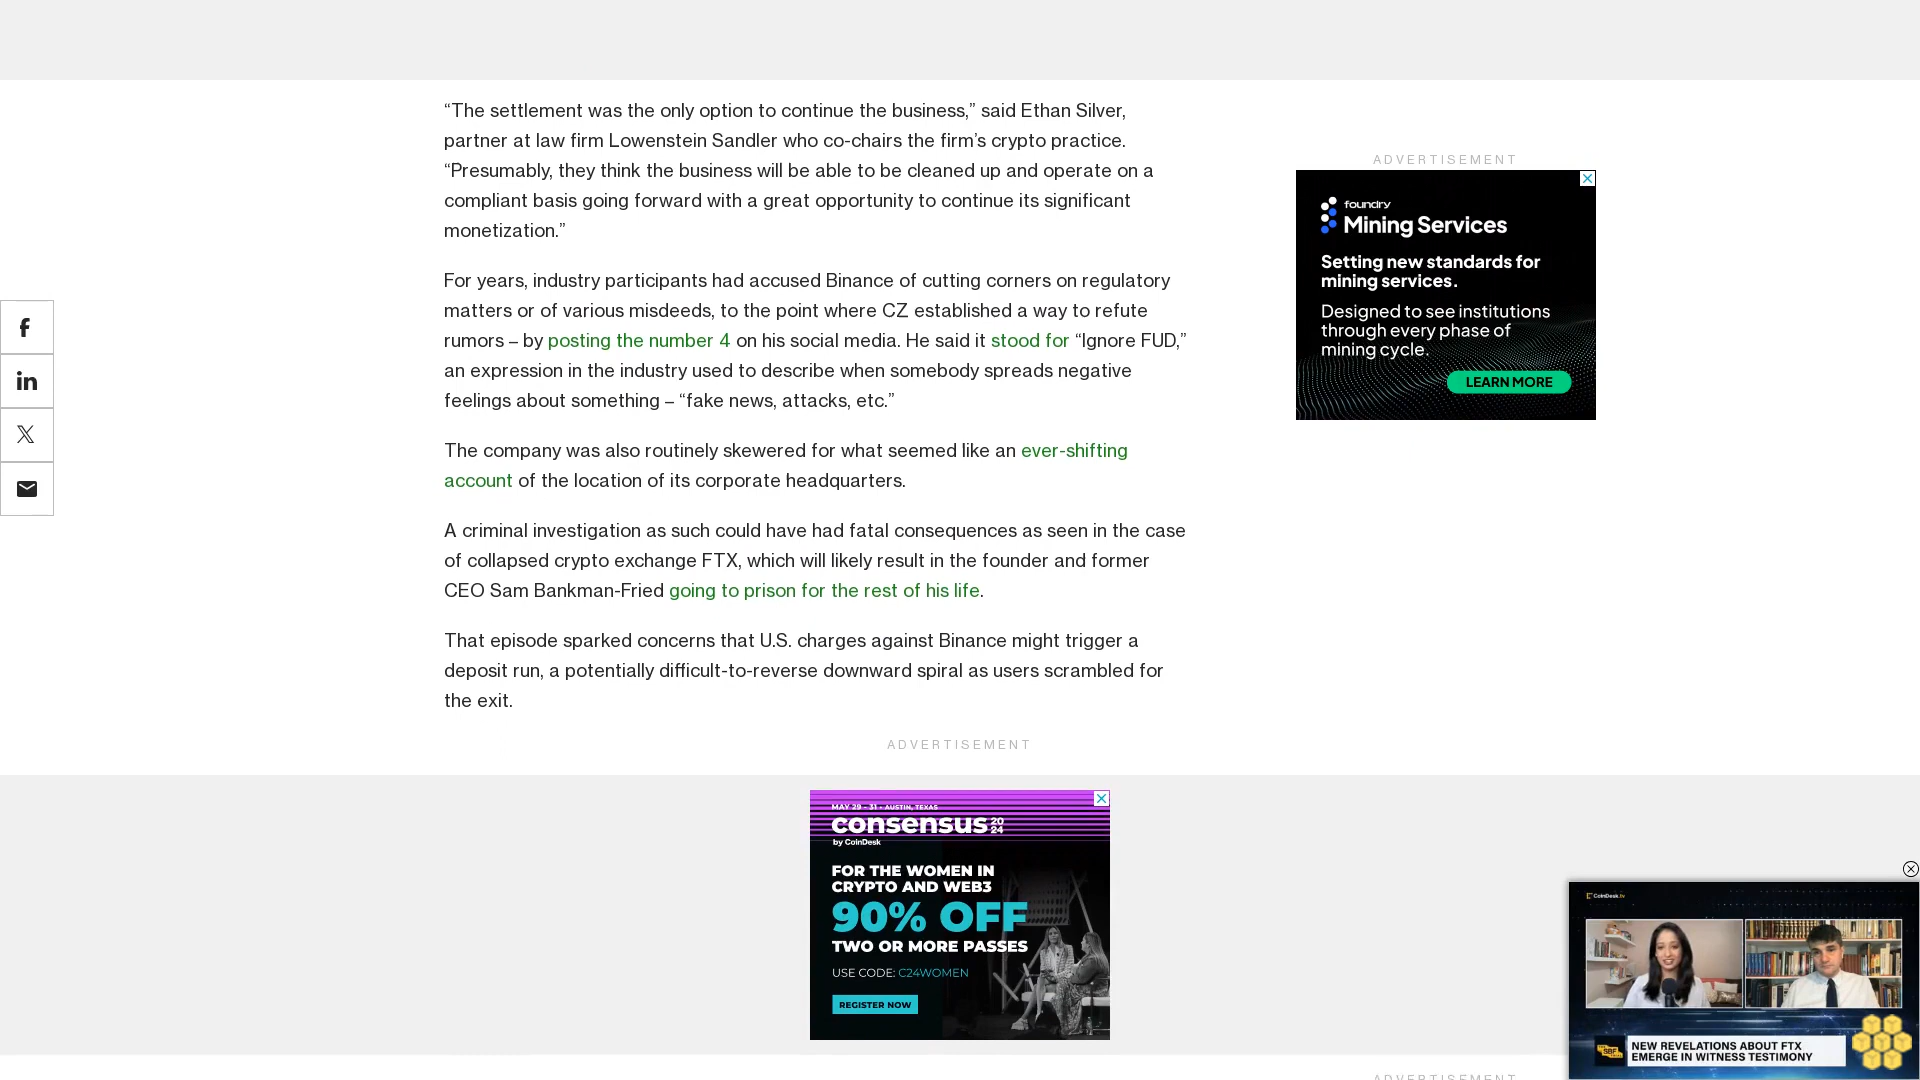 “The settlement was the only option to continue the business,” said Ethan Silver,
partner at law firm Lowenstein Sandler who co-chairs the firm’s crypto practice.
“Presumably, they think the business will be able to be cleaned up and operate on a
compliant basis going forward with a great opportunity to continue its significant
monetization.”
For years, industry participants had accused Binance of cutting corners on regulatory
matters or of various misdeeds, to the point where CZ established a way to refute
rumors – by posting the number 4 on his social media. He said it stood for “Ignore FUD,”
an expression in the industry used to describe when somebody spreads negative
feelings about something – “fake news, attacks, etc.”
The company was also routinely skewered for what seemed like an ever-shifting
account of the location of its corporate headquarters.
A criminal investigation as such could have had fatal consequences as seen in the case
of collapsed crypto exchange FTX, which will likely result in the founder and former
CEO Sam Bankman-Fried going to prison for the rest of his life.
That episode sparked concerns that U.S. charges against Binance might trigger a
deposit run, a potentially difficult-to-reverse downward spiral as users scrambled for
the exit.
ADVERTISEMENT
foundry
Mining Services
Setting new standards for
mining services.
Designed to see institutions
through every phase of
mining cycle.
LEARN MORE
ADVERTISEMENT
MAY 29 - 31 • AUSTIN, TEXAS
consensus 20
24
by CoinDesk
FOR THE WOMEN IN
CRYPTO AND WEB3
90% OFF
TWO OR MORE PASSES
USE CODE: C24WOMEN
REGISTER NOW
CoinDesk.tv
SBF
NEW REVELATIONS ABOUT FTX
EMERGE IN WITNESS TESTIMONY
ADVERTISEMENT